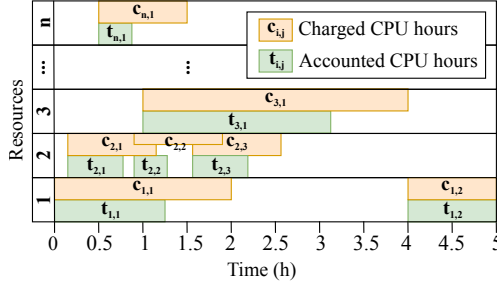 n
c_{n,1}
t_{n,1}
c_{i,j} Charged CPU hours
t_{i,j} Accounted CPU hours
...
⋮
3
c_{3,1}
t_{3,1}
Resources
2
c_{2,1}
c_{2,2}
c_{2,3}
t_{2,1}
t_{2,2}
t_{2,3}
1
c_{1,1}
c_{1,2}
t_{1,1}
t_{1,2}
0 0.5 1 1.5 2 2.5 3 3.5 4 4.5 5
Time (h)